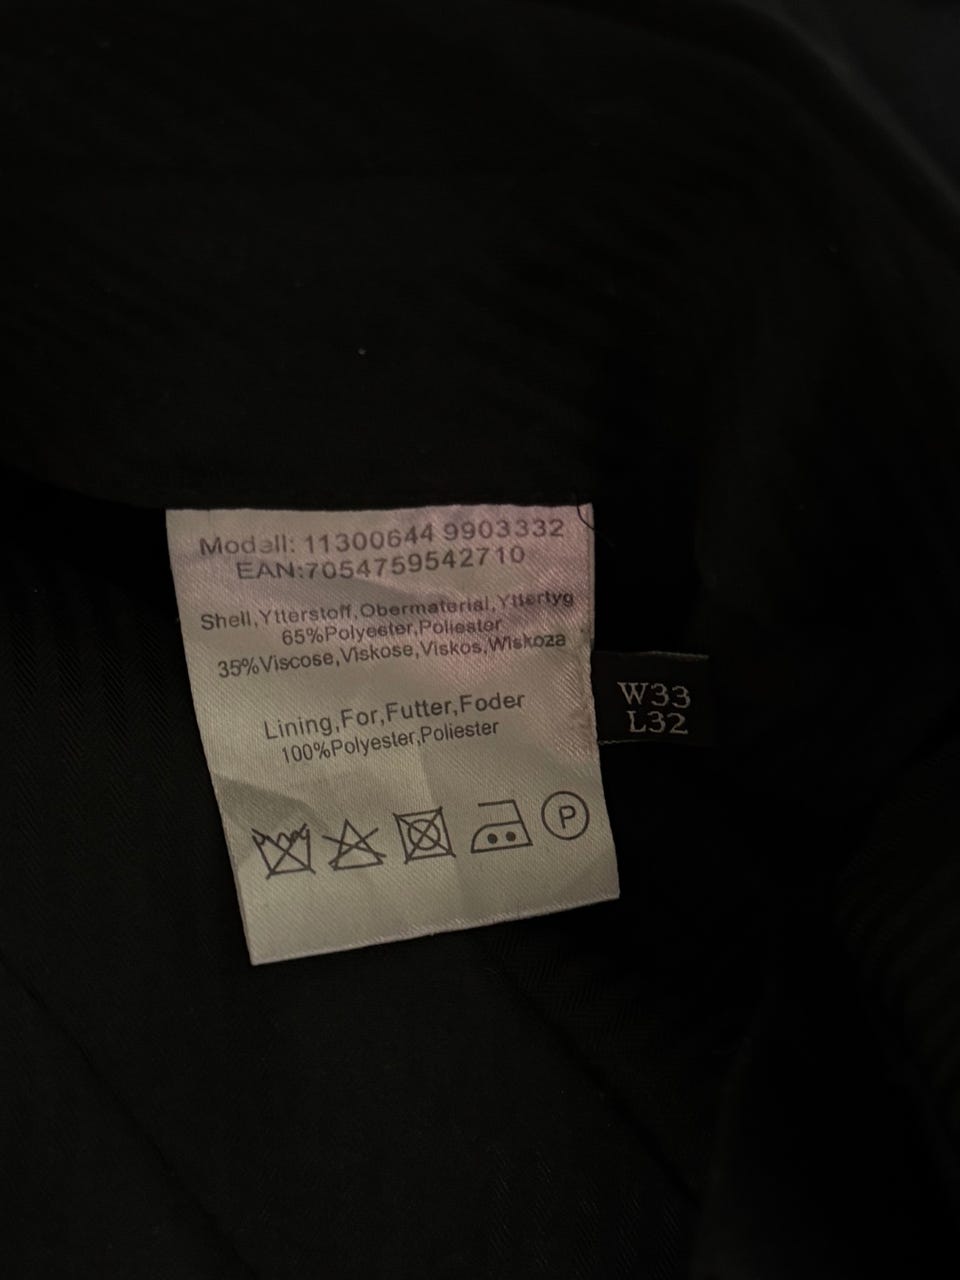 Modell: 11300644 9903332
EAN:7054759542710
Shell,Ytterstoff,Obermaterial,Yttertyg
65%Polyester,Poliester
35%Viscose,Viskose,Viskos,Wiskoza
Lining,For,Futter,Foder
100%Polyester,Poliester
P
W33
L32